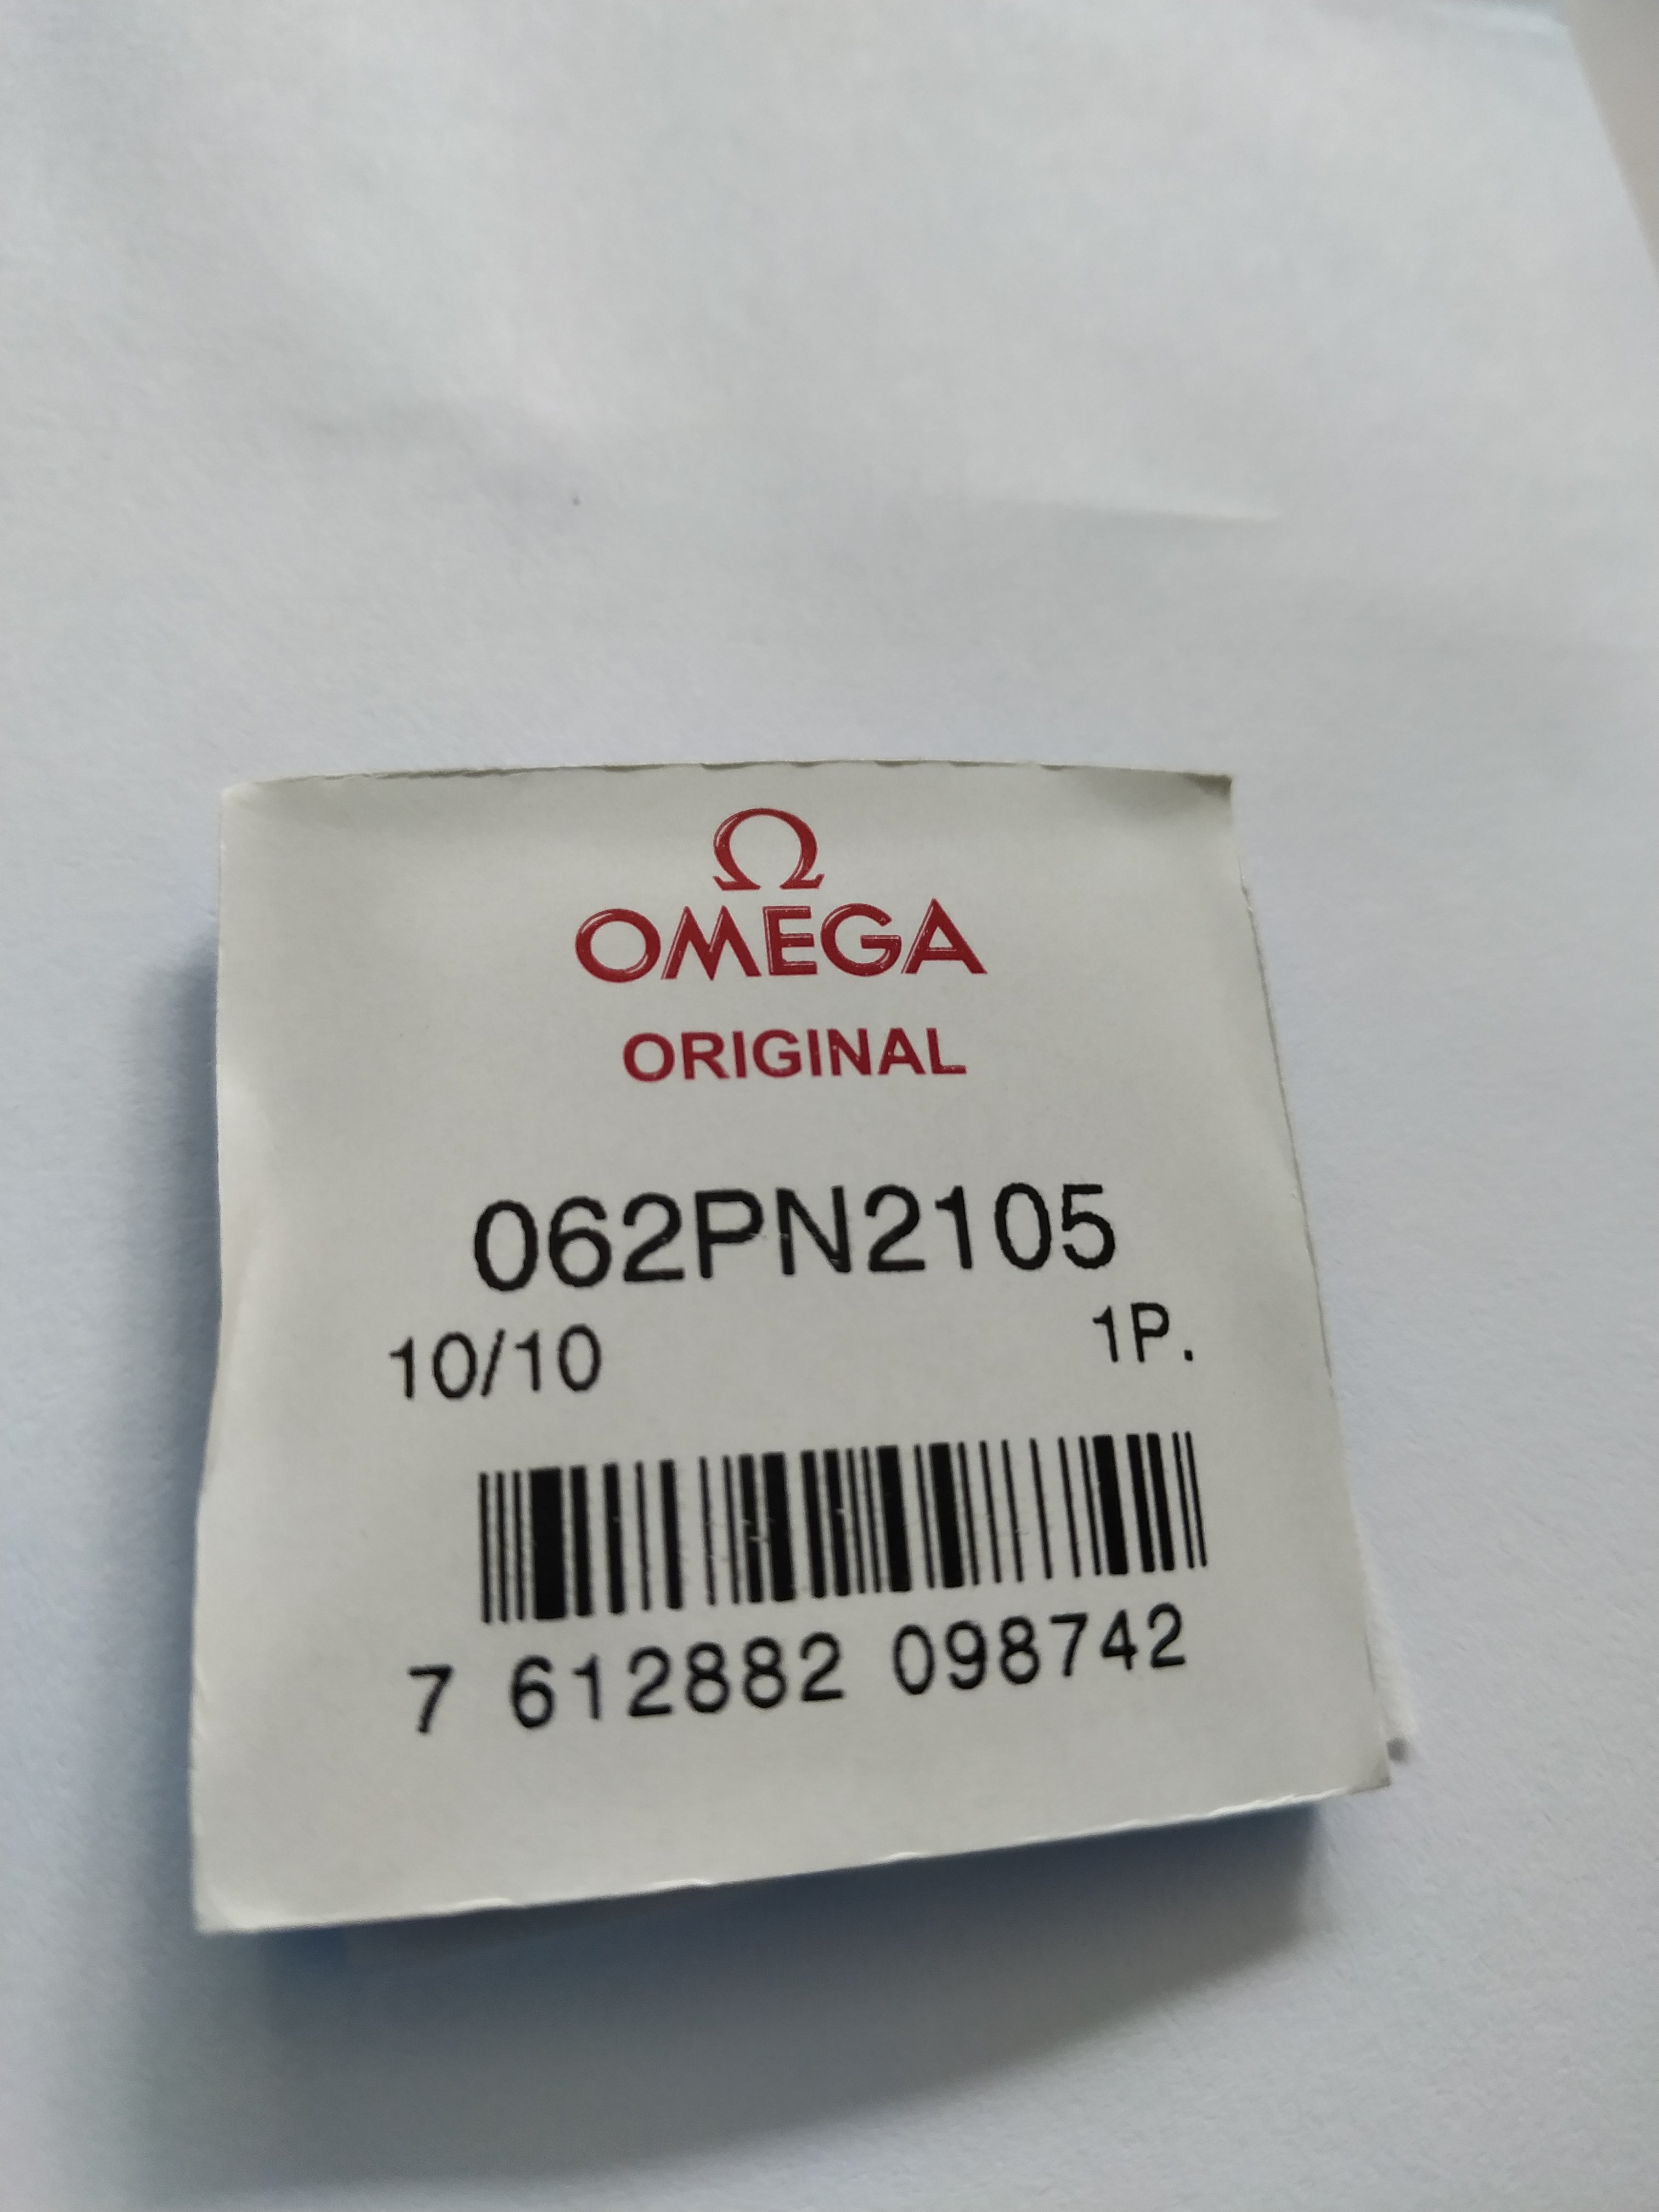 Ω
OMEGA
ORIGINAL
062PN2105
10/10 1P.
7 612882 098742